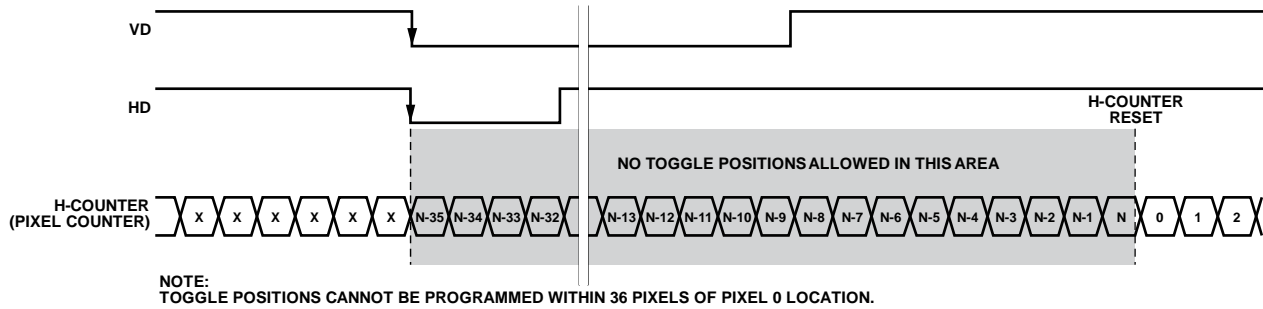 VD
HD
H-COUNTER
RESET
NO TOGGLE POSITIONS ALLOWED IN THIS AREA
H-COUNTER
(PIXEL COUNTER)
X X X X X X N-35 N-34 N-33 N-32 N-13 N-12 N-11 N-10 N-9 N-8 N-7 N-6 N-5 N-4 N-3 N-2 N-1 N 0 1 2
NOTE:
TOGGLE POSITIONS CANNOT BE PROGRAMMED WITHIN 36 PIXELS OF PIXEL 0 LOCATION.